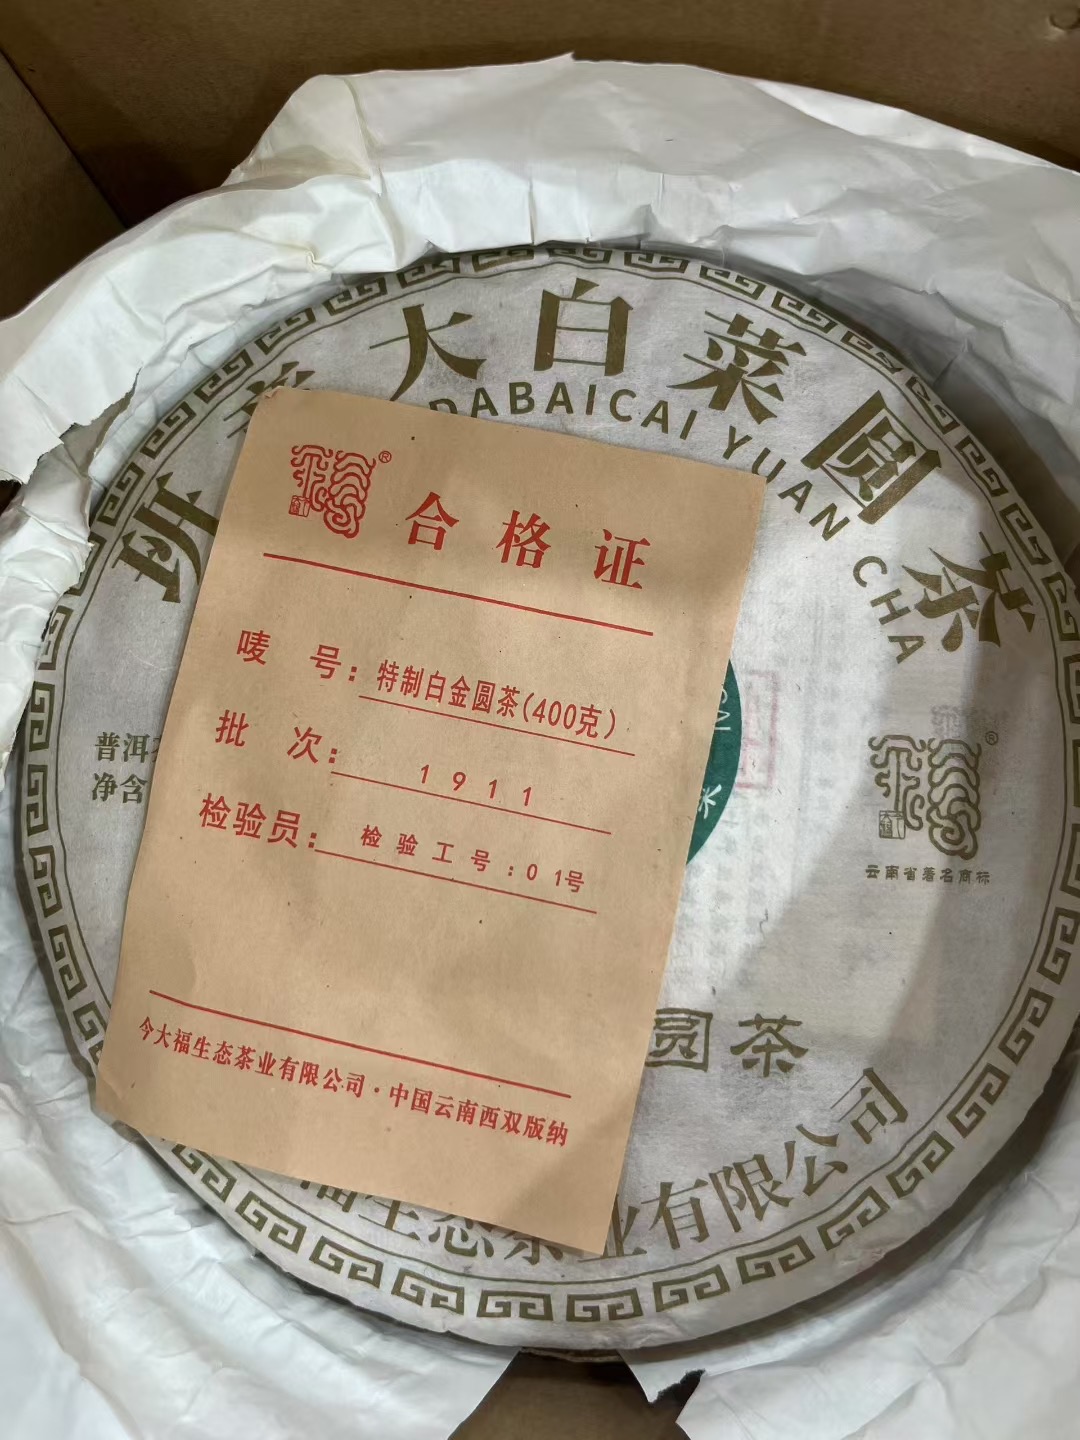 班章大白菜圆茶
DABAICAI YUAN CHA
®
合格证
唛 号：特制白金圆茶(400克)
批 次：1911
检验员：检验工号：01号
今大福生态茶业有限公司·中国云南西双版纳
普洱
净含
®
云南省著名商标
圆茶
福生态茶业有限公司